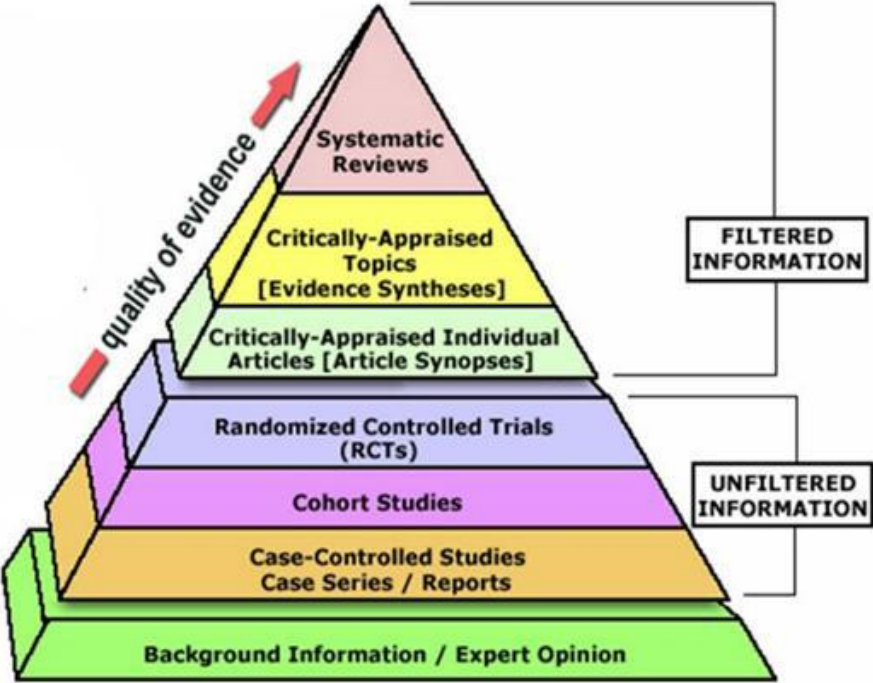 quality of evidence
Systematic
Reviews
Critically-Appraised
Topics
[Evidence Syntheses]
Critically-Appraised Individual
Articles [Article Synopses]
FILTERED
INFORMATION
Randomized Controlled Trials
(RCTs)
Cohort Studies
Case-Controlled Studies
Case Series / Reports
UNFILTERED
INFORMATION
Background Information / Expert Opinion